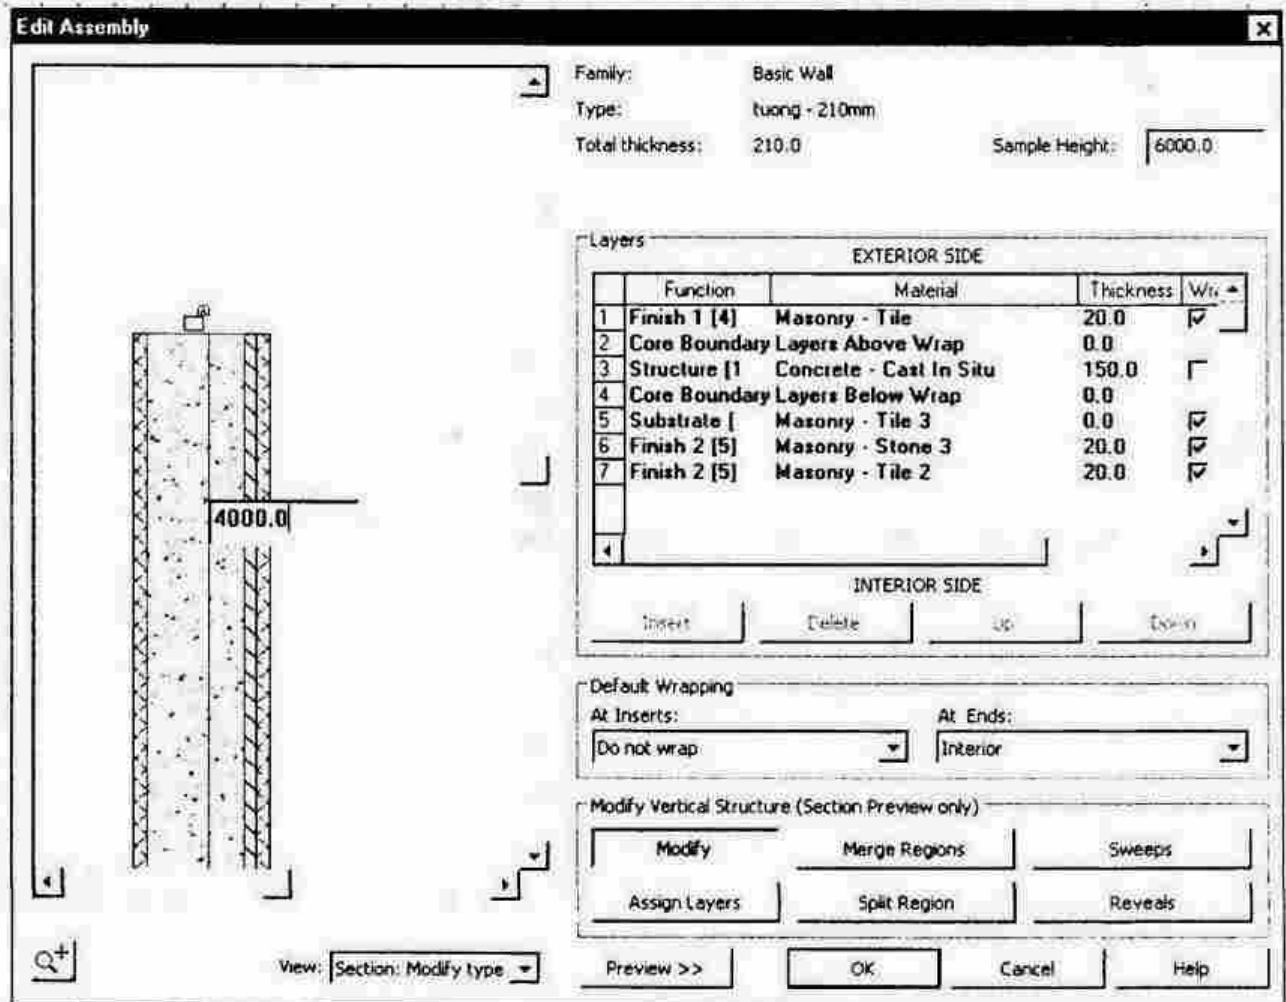 Edit Assembly
Family: Basic Wall
Type: tuong - 210mm
Total thickness: 210.0 Sample Height: 6000.0
Layers
EXTERIOR SIDE
Function Material Thickness
1 Finish 1 [4] Masonry - Tile 20.0
2 Core Boundary Layers Above Wrap 0.0
3 Structure [1 Concrete - Cast In Situ 150.0
4 Core Boundary Layers Below Wrap 0.0
5 Substrate [ Masonry - Tile 3 0.0
6 Finish 2 [5] Masonry - Stone 3 20.0
7 Finish 2 [5] Masonry - Tile 2 20.0
4000.0
INTERIOR SIDE
Insert Delete Up Down
Default Wrapping
At Inserts: At Ends:
Do not wrap Interior
Modify Vertical Structure (Section Preview only)
Modify Merge Regions Sweeps
Assign Layers Split Region Reveals
View: Section: Modify type Preview >> OK Cancel Help